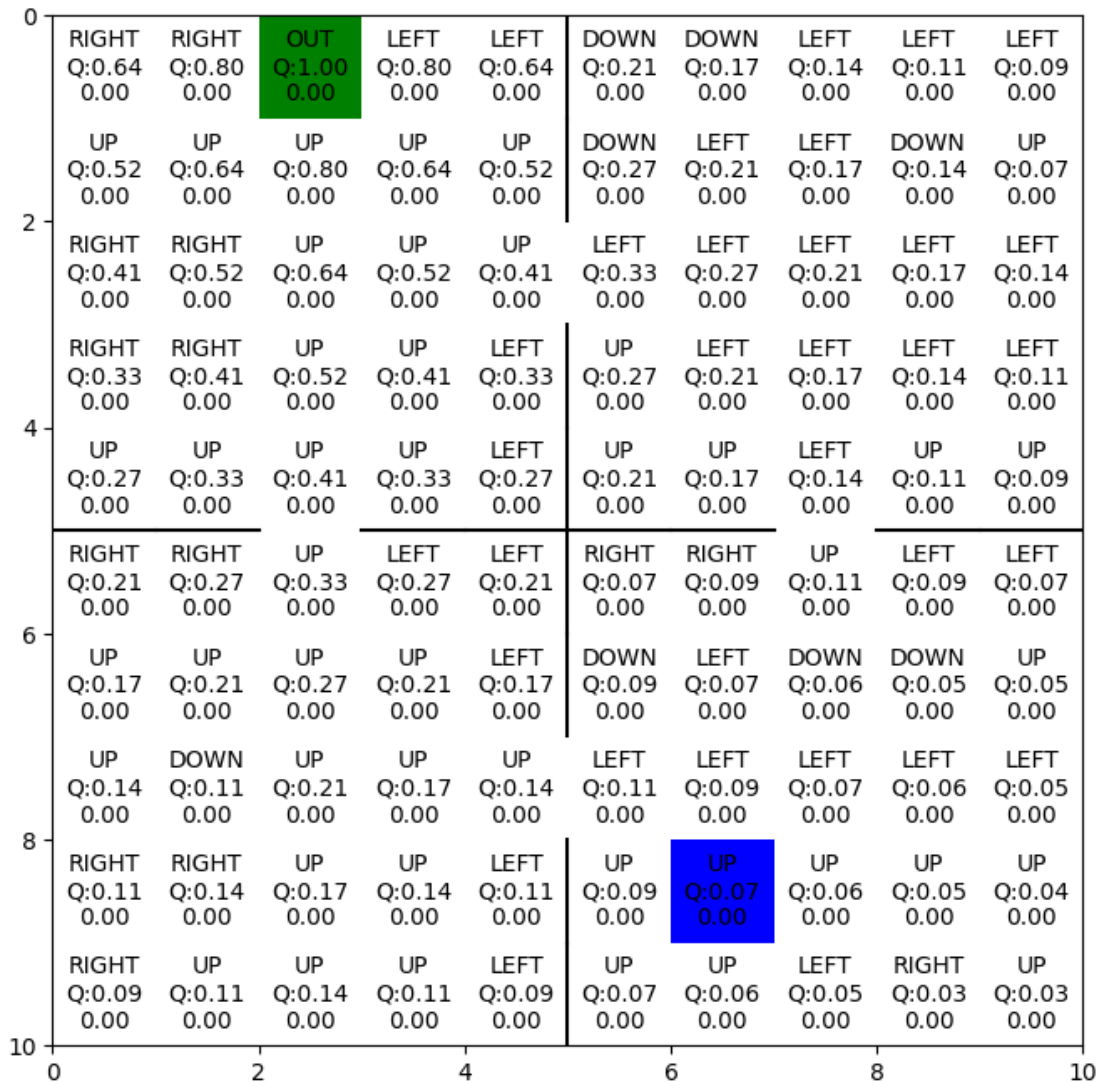 0
RIGHT RIGHT OUT LEFT LEFT DOWN DOWN LEFT LEFT LEFT
Q:0.64 Q:0.80 Q:1.00 Q:0.80 Q:0.64 Q:0.21 Q:0.17 Q:0.14 Q:0.11 Q:0.09
0.00 0.00 0.00 0.00 0.00 0.00 0.00 0.00 0.00 0.00
UP UP UP UP UP DOWN LEFT LEFT DOWN UP
Q:0.52 Q:0.64 Q:0.80 Q:0.64 Q:0.52 Q:0.27 Q:0.21 Q:0.17 Q:0.14 Q:0.07
0.00 0.00 0.00 0.00 0.00 0.00 0.00 0.00 0.00 0.00
2
RIGHT RIGHT UP UP UP LEFT LEFT LEFT LEFT LEFT
Q:0.41 Q:0.52 Q:0.64 Q:0.52 Q:0.41 Q:0.33 Q:0.27 Q:0.21 Q:0.17 Q:0.14
0.00 0.00 0.00 0.00 0.00 0.00 0.00 0.00 0.00 0.00
RIGHT RIGHT UP UP LEFT UP LEFT LEFT LEFT LEFT
Q:0.33 Q:0.41 Q:0.52 Q:0.41 Q:0.33 Q:0.27 Q:0.21 Q:0.17 Q:0.14 Q:0.11
0.00 0.00 0.00 0.00 0.00 0.00 0.00 0.00 0.00 0.00
4
UP UP UP UP LEFT UP UP LEFT UP UP
Q:0.27 Q:0.33 Q:0.41 Q:0.33 Q:0.27 Q:0.21 Q:0.17 Q:0.14 Q:0.11 Q:0.09
0.00 0.00 0.00 0.00 0.00 0.00 0.00 0.00 0.00 0.00
RIGHT RIGHT UP LEFT LEFT RIGHT RIGHT UP LEFT LEFT
Q:0.21 Q:0.27 Q:0.33 Q:0.27 Q:0.21 Q:0.07 Q:0.09 Q:0.11 Q:0.09 Q:0.07
0.00 0.00 0.00 0.00 0.00 0.00 0.00 0.00 0.00 0.00
6
UP UP UP UP LEFT DOWN LEFT DOWN DOWN UP
Q:0.17 Q:0.21 Q:0.27 Q:0.21 Q:0.17 Q:0.09 Q:0.07 Q:0.06 Q:0.05 Q:0.05
0.00 0.00 0.00 0.00 0.00 0.00 0.00 0.00 0.00 0.00
UP DOWN UP UP UP LEFT LEFT LEFT LEFT LEFT
Q:0.14 Q:0.11 Q:0.21 Q:0.17 Q:0.14 Q:0.11 Q:0.09 Q:0.07 Q:0.06 Q:0.05
0.00 0.00 0.00 0.00 0.00 0.00 0.00 0.00 0.00 0.00
8
RIGHT RIGHT UP UP LEFT UP UP UP UP UP
Q:0.11 Q:0.14 Q:0.17 Q:0.14 Q:0.11 Q:0.09 Q:0.07 Q:0.06 Q:0.05 Q:0.04
0.00 0.00 0.00 0.00 0.00 0.00 0.00 0.00 0.00 0.00
RIGHT UP UP UP LEFT UP UP LEFT RIGHT UP
Q:0.09 Q:0.11 Q:0.14 Q:0.11 Q:0.09 Q:0.07 Q:0.06 Q:0.05 Q:0.03 Q:0.03
0.00 0.00 0.00 0.00 0.00 0.00 0.00 0.00 0.00 0.00
10
0 2 4 6 8 10